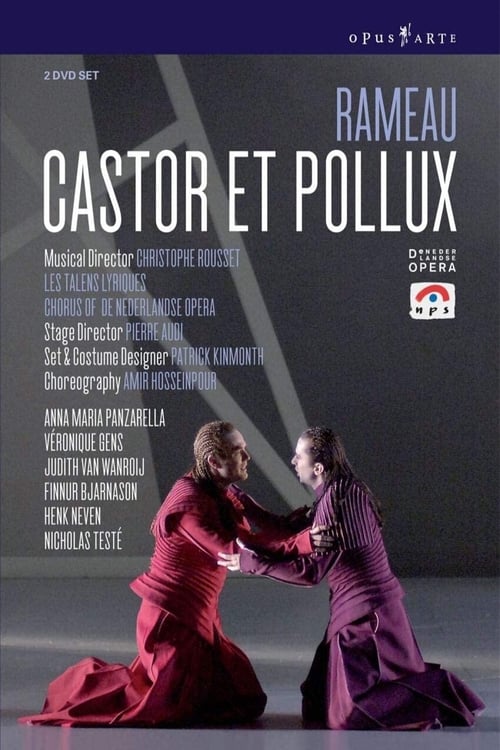 OPUS ARTE
2 DVD SET
RAMEAU
CASTOR ET POLLUX
Musical Director CHRISTOPHE ROUSSET
LES TALENS LYRIQUES
CHORUS OF DE NEDERLANDSE OPERA
Stage Director PIERRE AUDI
Set & Costume Designer PATRICK KINMONTH
Choreography AMIR HOSSEINPOUR
DE NEDER
LANDSE
OPERA
nps
ANNA MARIA PANZARELLA
VÉRONIQUE GENS
JUDITH VAN WANROIJ
FINNUR BJARNASON
HENK NEVEN
NICHOLAS TESTÉ